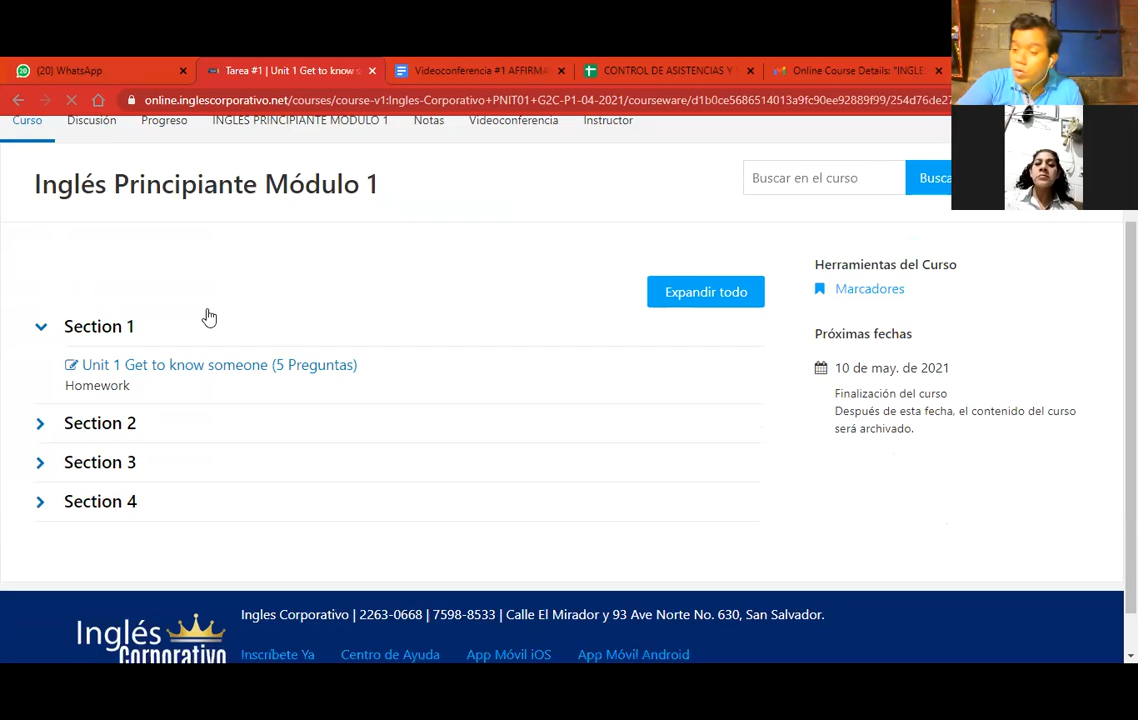 (20) WhatsApp
Tarea #1 | Unit 1 Get to know s
Videoconferencia #1 AFFIRMA
CONTROL DE ASISTENCIAS Y
Online Course Details: "INGLE
online.inglescorporativo.net/courses/course-v1:Ingles-Corporativo+PNIT01+G2C-P1-04-2021/courseware/d1b0ce5686514013a9fc90ee92889f99/254d76de27
Curso
Discusión
Progreso
INGLÉS PRINCIPIANTE MÓDULO 1
Notas
Videoconferencia
Instructor
Inglés Principiante Módulo 1
Buscar en el curso
Busca
Expandir todo
Section 1
Unit 1 Get to know someone (5 Preguntas)
Homework
Section 2
Section 3
Section 4
Herramientas del Curso
Marcadores
Próximas fechas
10 de may. de 2021
Finalización del curso
Después de esta fecha, el contenido del curso
será archivado.
Inglés
Corporativo
Ingles Corporativo | 2263-0668 | 7598-8533 | Calle El Mirador y 93 Ave Norte No. 630, San Salvador.
Inscríbete Ya
Centro de Ayuda
App Móvil iOS
App Móvil Android